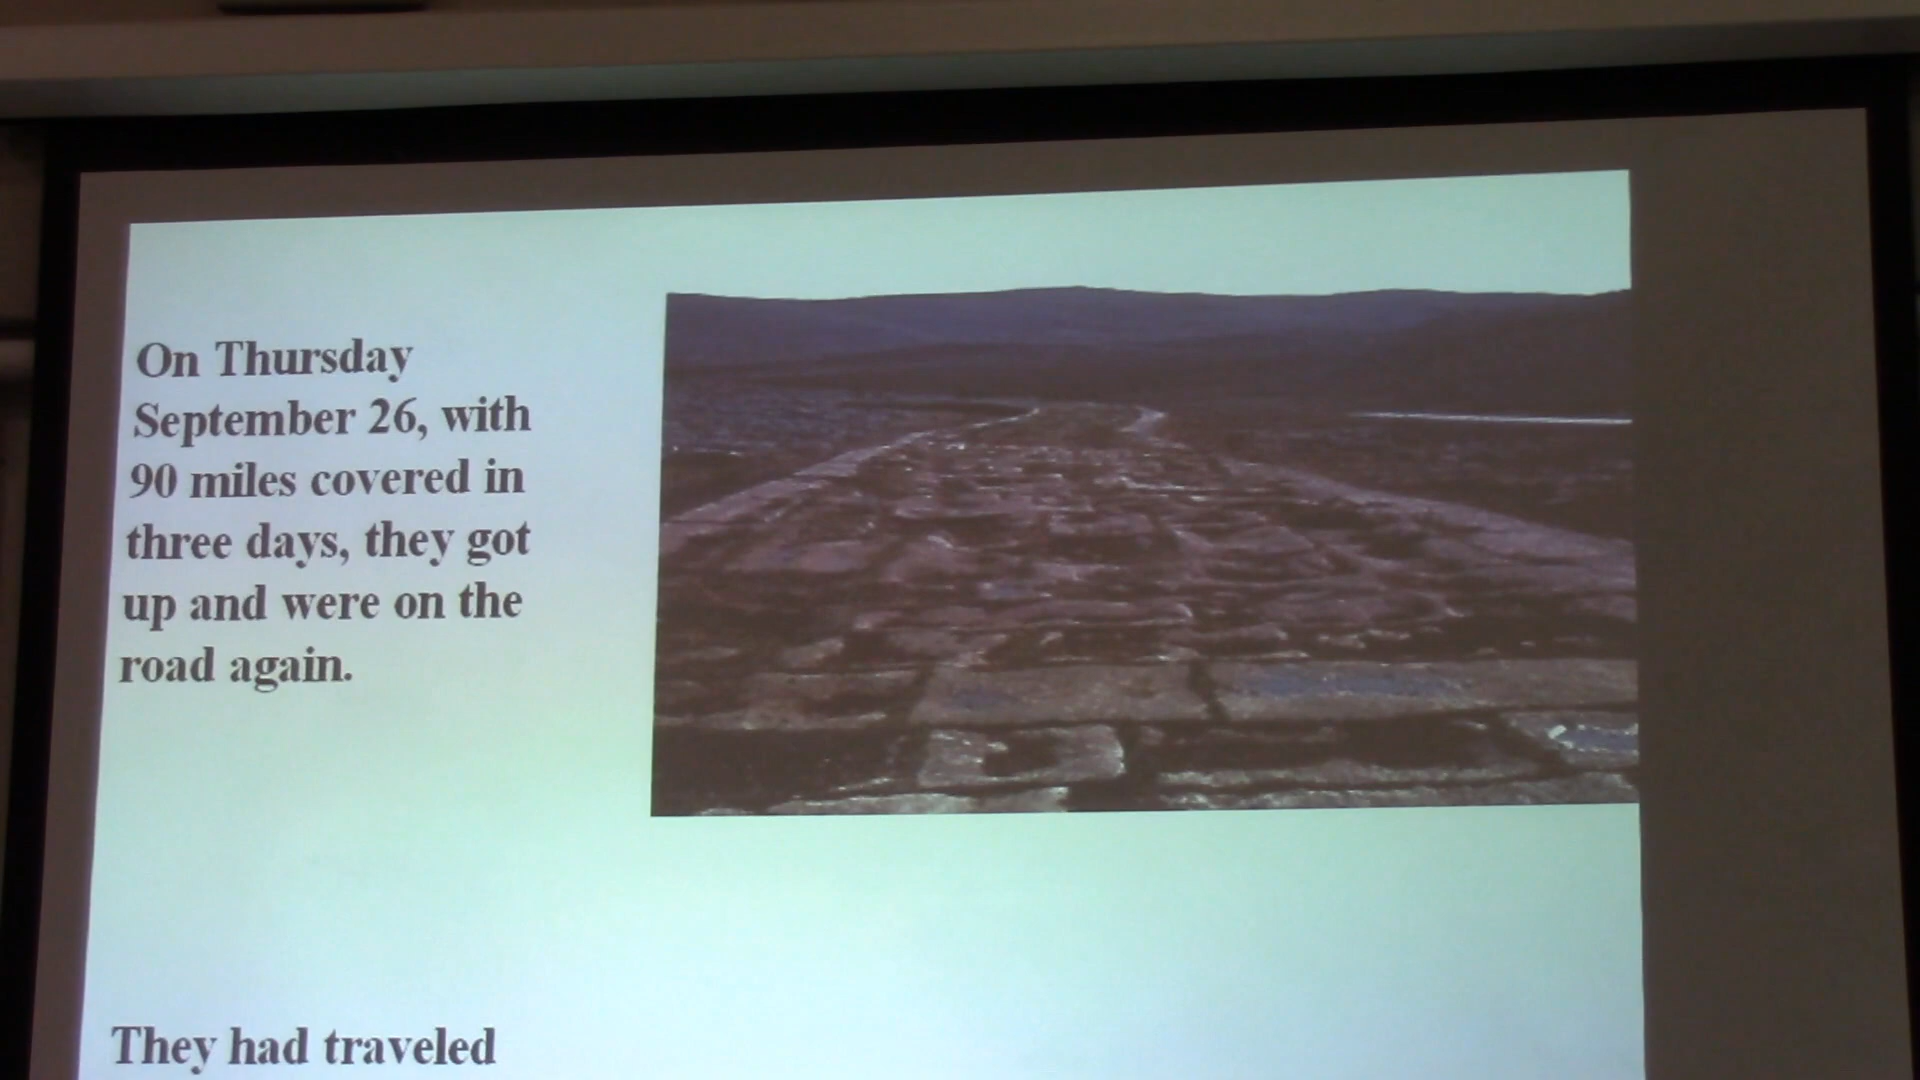 On Thursday
September 26, with
90 miles covered in
three days, they got
up and were on the
road again.
They had traveled